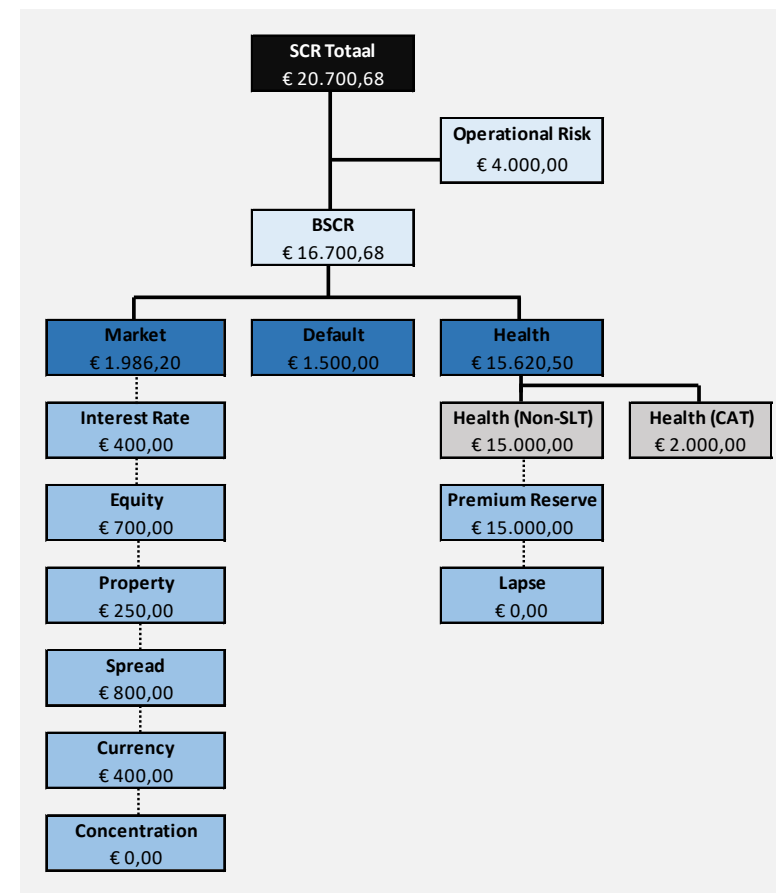 SCR Totaal
€ 20.700,68
Operational Risk
€ 4.000,00
BSCR
€ 16.700,68
Market
€ 1.986,20
Default
€ 1.500,00
Health
€ 15.620,50
Interest Rate
€ 400,00
Health (Non-SLT)
€ 15.000,00
Health (CAT)
€ 2.000,00
Equity
€ 700,00
Premium Reserve
€ 15.000,00
Property
€ 250,00
Lapse
€ 0,00
Spread
€ 800,00
Currency
€ 400,00
Concentration
€ 0,00